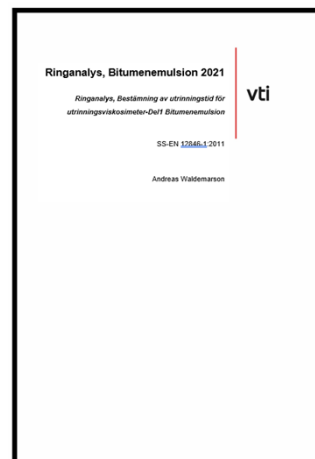 Ringanalys, Bitumenemulsion 2021
vti
Ringanalys, Bestämning av utrinningstid för
utrinningsviskosimeter-Del1 Bitumenemulsion
SS-EN 12846-1:2011
Andreas Waldemarson